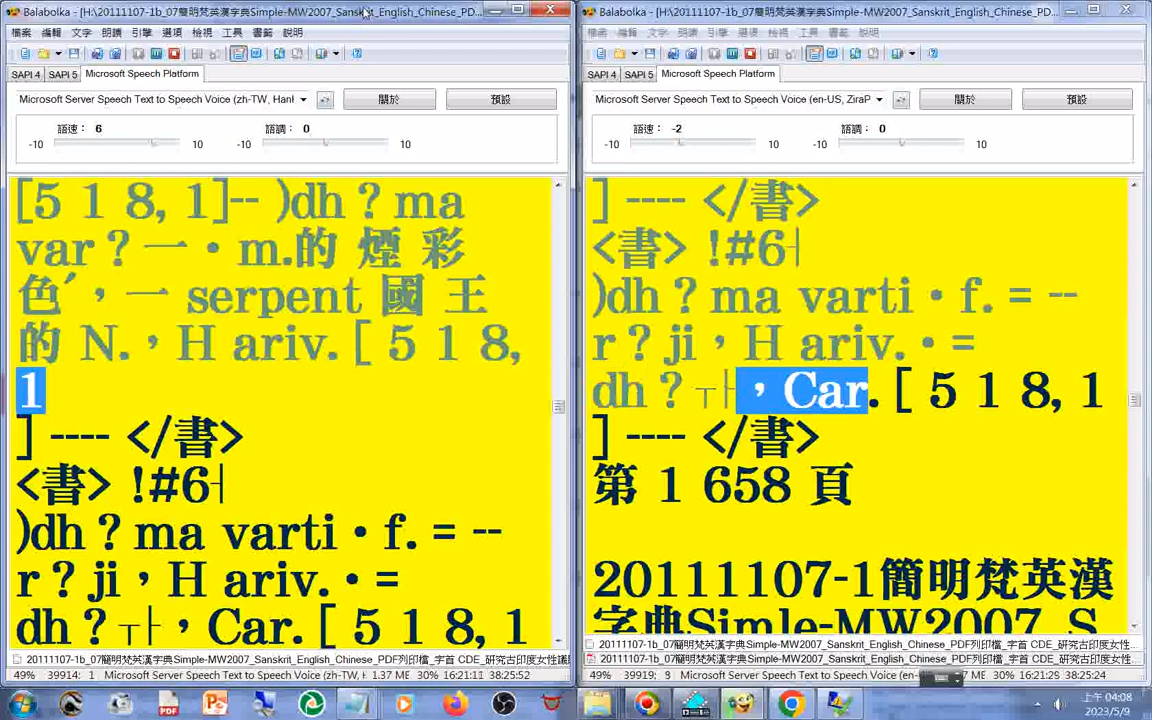 Balabolka - [H:\20111107-1b_07簡明梵英漢字典Simple-MW2007_Sanskrit_English_Chinese_PD...
檔案 編輯 文字 朗讀 引擎 選項 檢視 工具 書籤 說明
SAPI 4 SAPI 5 Microsoft Speech Platform
Microsoft Server Speech Text to Speech Voice (zh-TW, Han
關於 預設
語速： 6 語調： 0
-10 10 -10 10
[5 1 8, 1]-- )dh？ma
var？一・m.的 煙 彩
色ˊ，一 serpent 國 王
的 N.，H ariv. [ 5 1 8,
1
] ---- </書>
<書> !#6┤
)dh？ma varti・f. = --
r？ji，H ariv.・=
dh？┬├，Car. [ 5 1 8, 1
20111107-1b_07簡明梵英漢字典Simple-MW2007_Sanskrit_English_Chinese_PDF列印檔_字首 CDE_研究古印度女性議
49% 39914: 1 Microsoft Server Speech Text to Speech Voice (zh-TW, 1.37 MB 30% 16:21:11 38:25:52
Balabolka - [H:\20111107-1b_07簡明梵英漢字典Simple-MW2007_Sanskrit_English_Chinese_PD...
檔案 編輯 文字 朗讀 引擎 選項 檢視 工具 書籤 說明
SAPI 4 SAPI 5 Microsoft Speech Platform
Microsoft Server Speech Text to Speech Voice (en-US, ZiraP
關於 預設
語速： -2 語調： 0
-10 10 -10 10
] ---- </書>
<書> !#6┤
)dh？ma varti・f. = --
r？ji，H ariv.・=
dh？┬├，Car. [ 5 1 8, 1
] ---- </書>
第 1 658 頁
20111107-1簡明梵英漢
字典Simle-MW2007_S
20111107-1b_07簡明梵英漢字典Simple-MW2007_Sanskrit_English_Chinese_PDF列印檔_字首 CDE_研究古印度女性...
20111107-1b_07簡明梵英漢字典Simple-MW2007_Sanskrit_English_Chinese_PDF列印檔_字首 CDE_研究古印度女性...
49% 39919: 8 Microsoft Server Speech Text to Speech Voice 30% 16:21:29 38:25:24
上午 04:08
2023/5/9